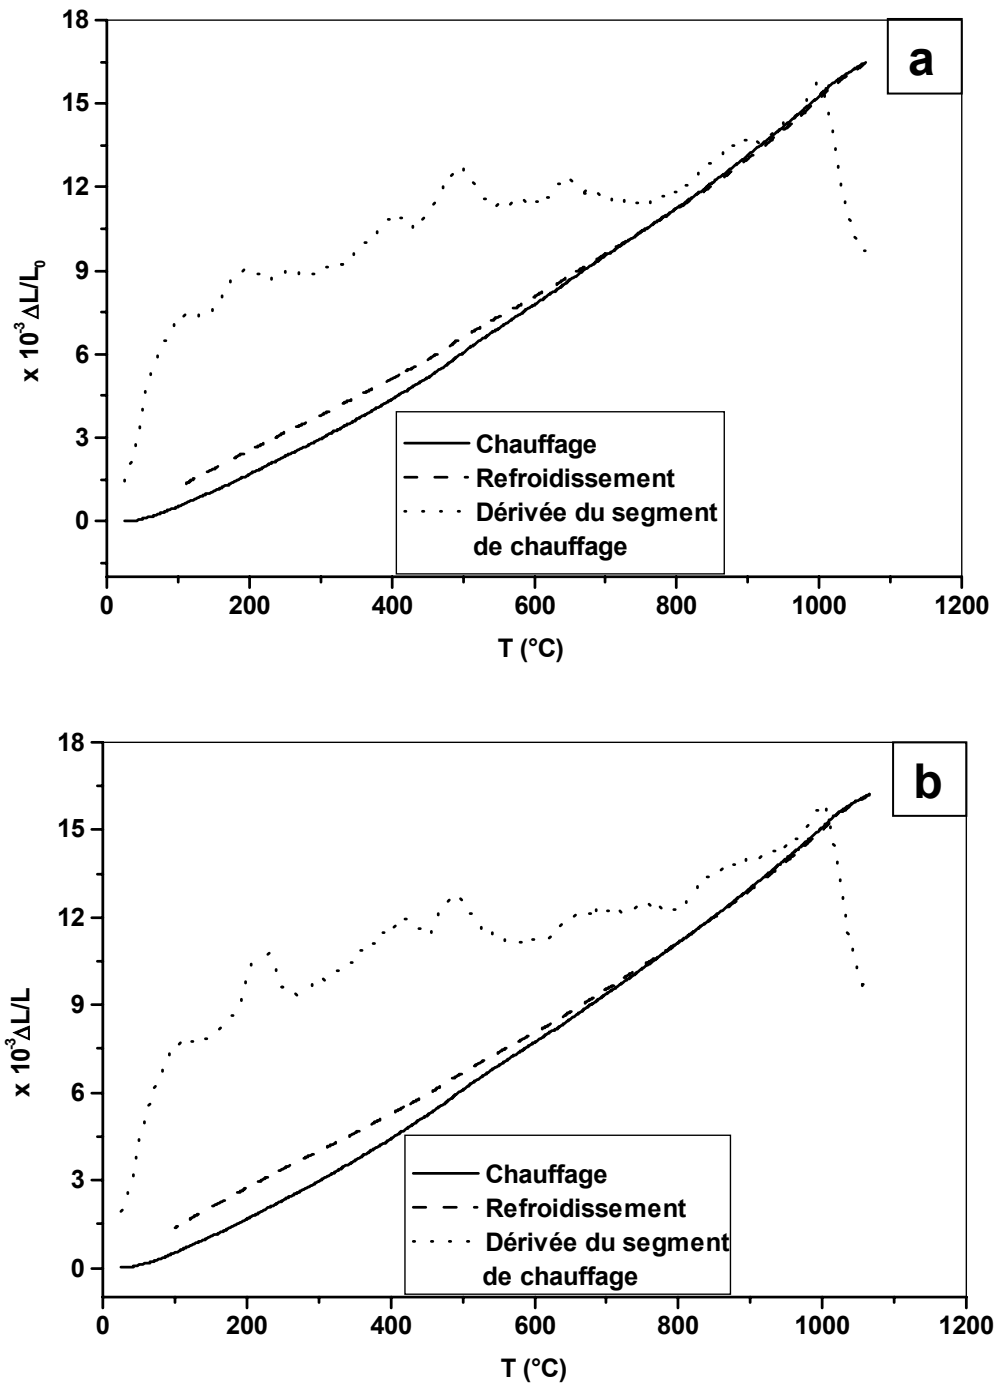 18
15
12
9
6
3
0
x 10⁻³ ΔL/L₀
a
Chauffage
Refroidissement
Dérivée du segment
de chauffage
0 200 400 600 800 1000 1200
T (°C)
18
15
12
9
6
3
0
x 10⁻³ΔL/L
b
Chauffage
Refroidissement
Dérivée du segment
de chauffage
0 200 400 600 800 1000 1200
T (°C)